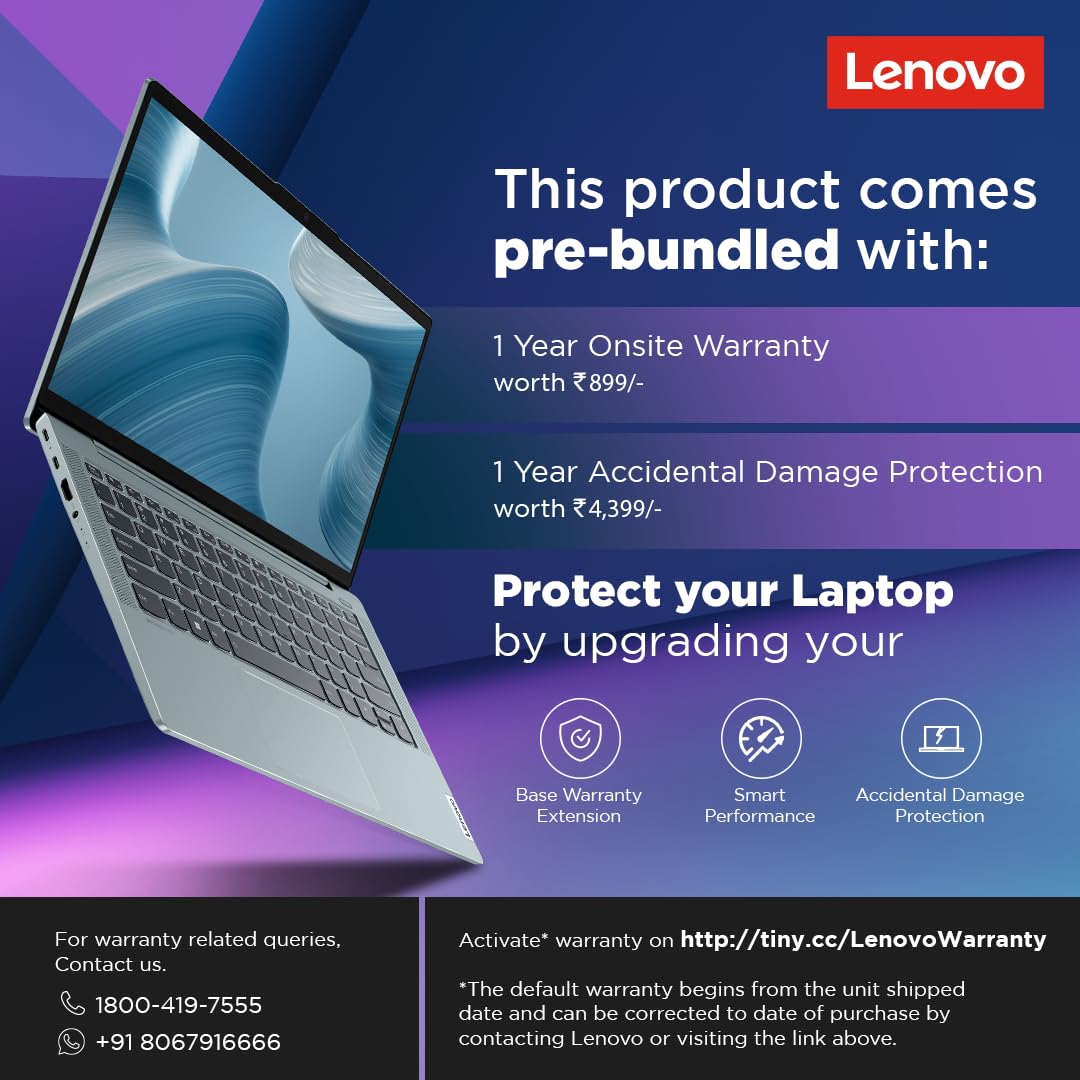 Lenovo
This product comes
pre-bundled with:
1 Year Onsite Warranty
worth ₹899/-
1 Year Accidental Damage Protection
worth ₹4,399/-
Protect your Laptop
by upgrading your
Base Warranty
Extension
Smart
Performance
Accidental Damage
Protection
Lenovo
For warranty related queries,
Contact us.
1800-419-7555
+91 8067916666
Activate* warranty on http://tiny.cc/LenovoWarranty
*The default warranty begins from the unit shipped
date and can be corrected to date of purchase by
contacting Lenovo or visiting the link above.